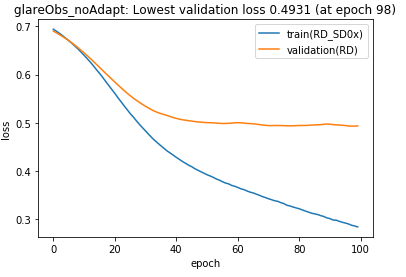 glareObs_noAdapt: Lowest validation loss 0.4931 (at epoch 98)
train(RD_SD0x)
validation(RD)
0.7
0.6
0.5
0.4
0.3
loss
0 20 40 60 80 100
epoch